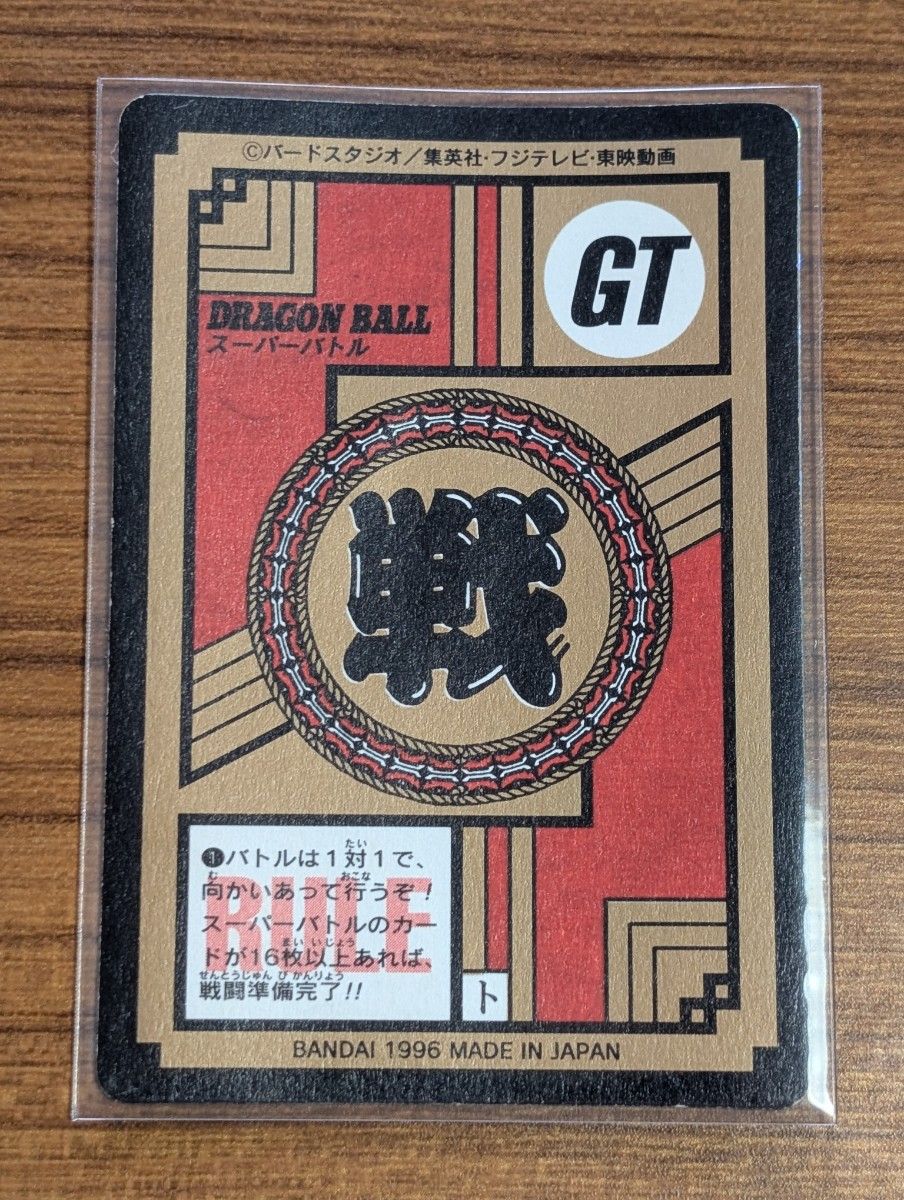 ©バードスタジオ／集英社・フジテレビ・東映動画
GT
DRAGON BALL
スーパーバトル
戦
RULE
❶バトルは1対1で、
向かいあって行うぞ！
スーパーバトルのカー
ドが16枚以上あれば、
戦闘準備完了!!
たい
む
おこな
まい いじょう
せんとうじゅん び かんりょう
ト
BANDAI 1996 MADE IN JAPAN